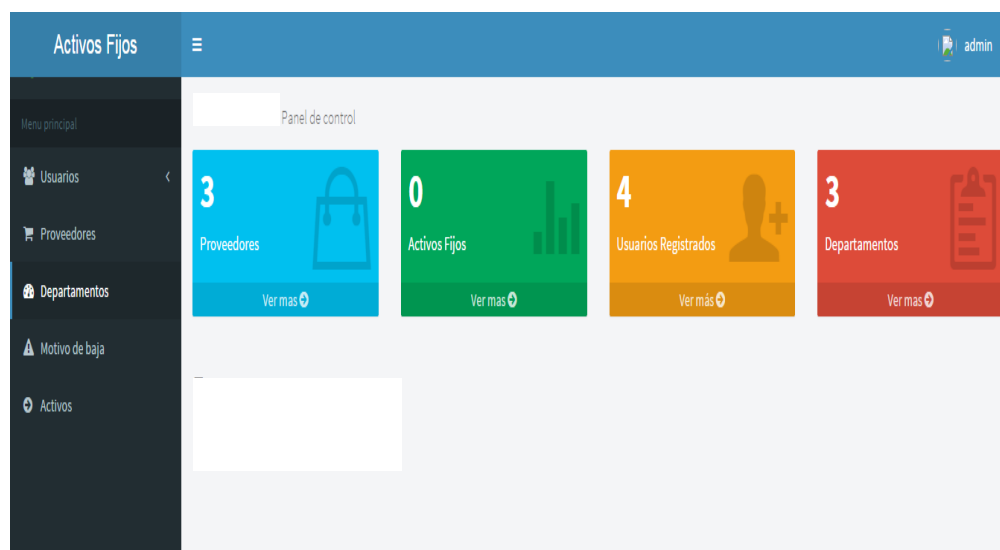 Activos Fijos
admin
Menu principal
Usuarios
Proveedores
Departamentos
Motivo de baja
Activos
Panel de control
3
Proveedores
Ver mas
0
Activos Fijos
Ver mas
4
Usuarios Registrados
Ver más
3
Departamentos
Ver mas